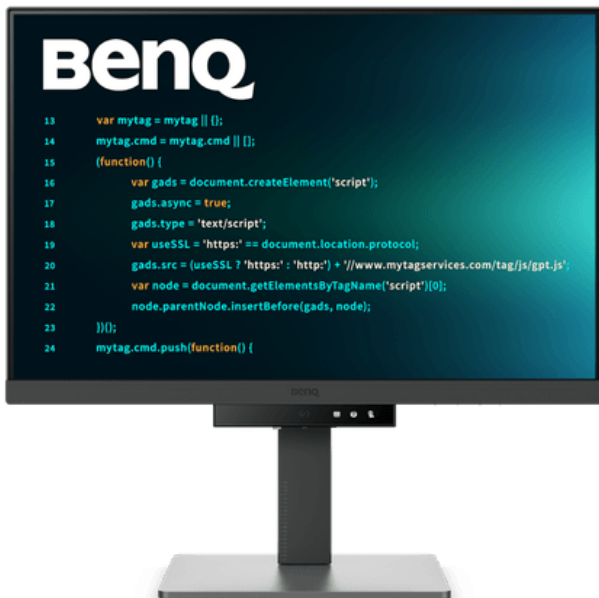 BenQ
13 var mytag = mytag || {};
14 mytag.cmd = mytag.cmd || [];
15 (function() {
16 var gads = document.createElement('script');
17 gads.async = true;
18 gads.type = 'text/script';
19 var useSSL = 'https:' == document.location.protocol;
20 gads.src = (useSSL ? 'https:' : 'http:') + '//www.mytagservices.com/tag/js/gpt.js';
21 var node = document.getElementsByTagName('script')[0];
22 node.parentNode.insertBefore(gads, node);
23 })();
24 mytag.cmd.push(function() {
BenQ